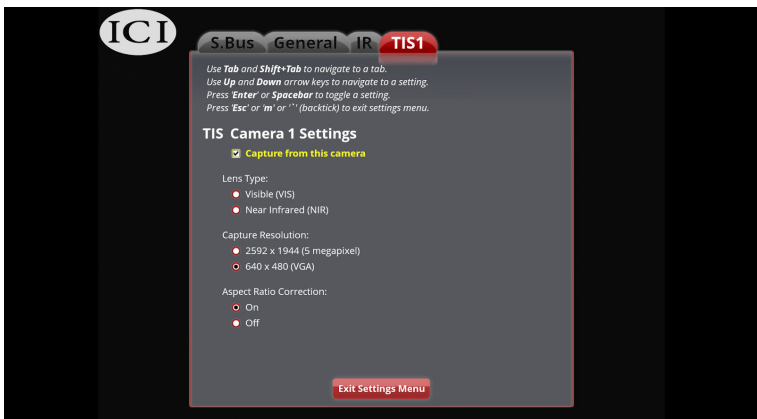 ICI
S.Bus General IR TIS1
Use Tab and Shift+Tab to navigate to a tab.
Use Up and Down arrow keys to navigate to a setting.
Press 'Enter' or Spacebar to toggle a setting.
Press 'Esc' or 'm' or '`' (backtick) to exit settings menu.
TIS Camera 1 Settings
Capture from this camera
Lens Type:
Visible (VIS)
Near Infrared (NIR)
Capture Resolution:
2592 x 1944 (5 megapixel)
640 x 480 (VGA)
Aspect Ratio Correction:
On
Off
Exit Settings Menu